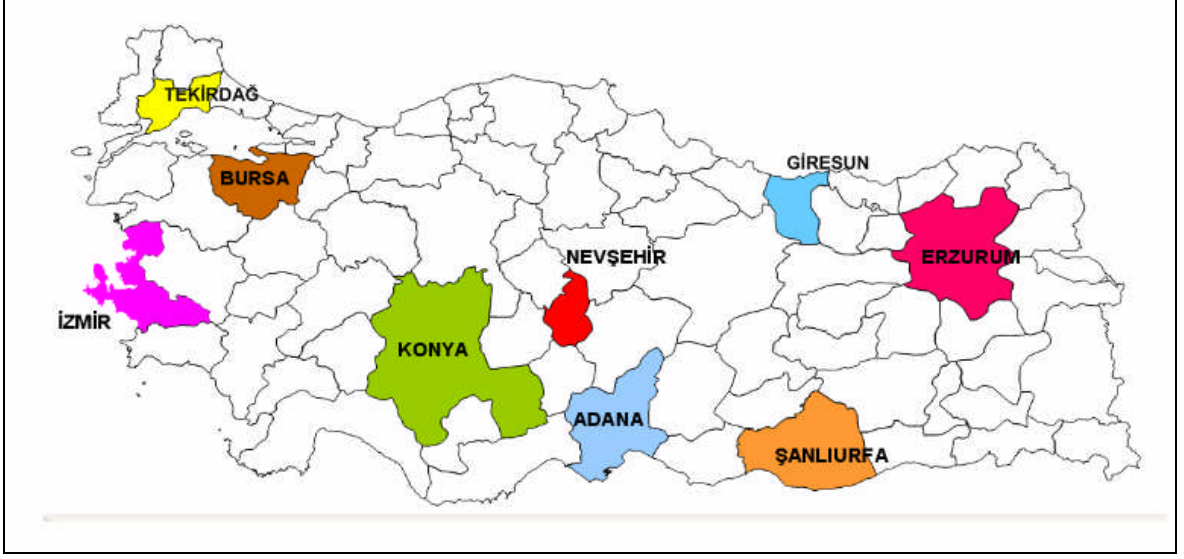 TEKİRDAĞ
GİRESUN
BURSA
NEVŞEHİR
ERZURUM
İZMİR
KONYA
ADANA
ŞANLIURFA